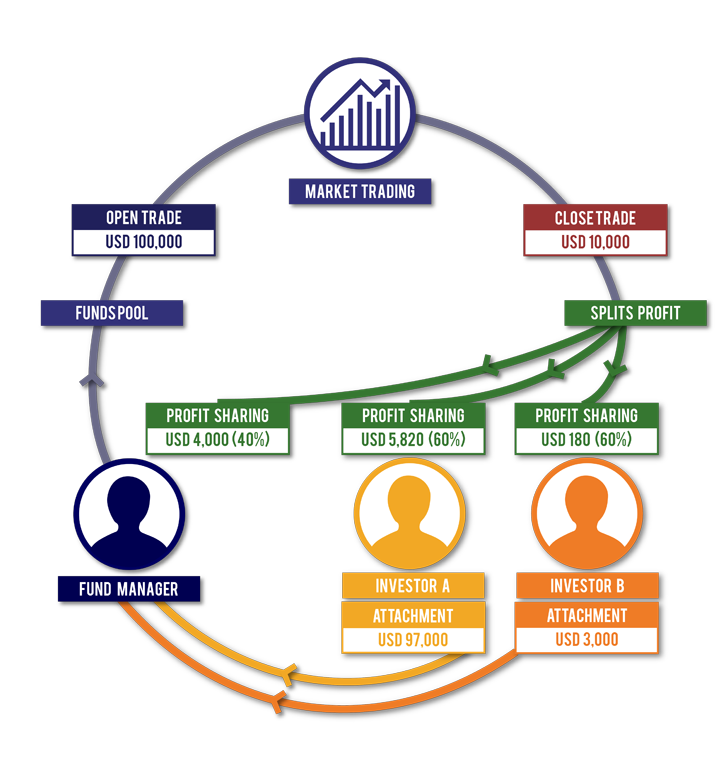 MARKET TRADING
OPEN TRADE
USD 100,000
CLOSE TRADE
USD 10,000
FUNDS POOL
SPLITS PROFIT
PROFIT SHARING
USD 4,000 (40%)
PROFIT SHARING
USD 5,820 (60%)
PROFIT SHARING
USD 180 (60%)
FUND MANAGER
INVESTOR A
ATTACHMENT
USD 97,000
INVESTOR B
ATTACHMENT
USD 3,000